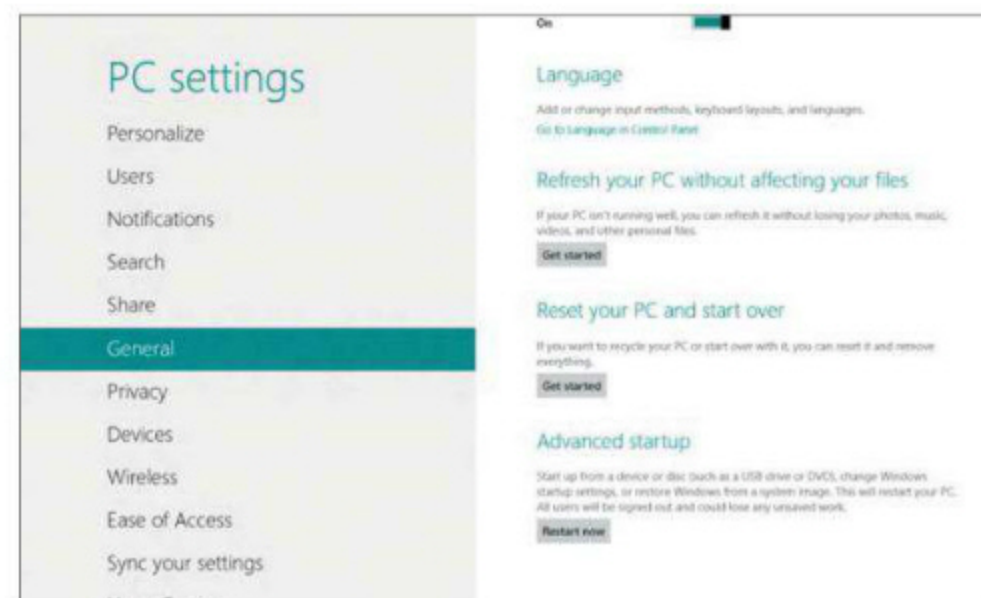 PC settings
Personalize
Users
Notifications
Search
Share
General
Privacy
Devices
Wireless
Ease of Access
Sync your settings
On
Language
Add or change input methods, keyboard layouts, and languages.
Go to Language in Control Panel
Refresh your PC without affecting your files
If your PC isn't running well, you can refresh it without losing your photos, music,
videos, and other personal files.
Get started
Reset your PC and start over
If you want to recycle your PC or start over with it, you can reset it and remove
everything.
Get started
Advanced startup
Start up from a device or disc (such as a USB drive or DVD), change Windows
startup settings, or restore Windows from a system image. This will restart your PC.
All users will be signed out and could lose any unsaved work.
Restart now